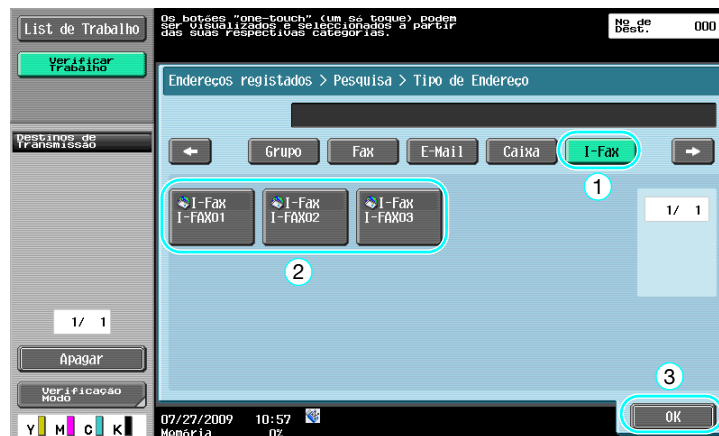 List de Trabalho
Os botões "one-touch" (um só toque) podem
ser visualizados e seleccionados a partir
das suas respectivas categorias.
Nº de
Dest.
000
Verificar
Trabalho
Endereços registados > Pesquisa > Tipo de Endereço
Destinos de
Transmissão
Grupo
Fax
E-Mail
Caixa
I-Fax
1
I-Fax
I-FAX01
I-Fax
I-FAX02
I-Fax
I-FAX03
1/ 1
2
1/ 1
Apagar
3
Verificação
Modo
OK
Y M C K
07/27/2009 10:57
Memória 0%